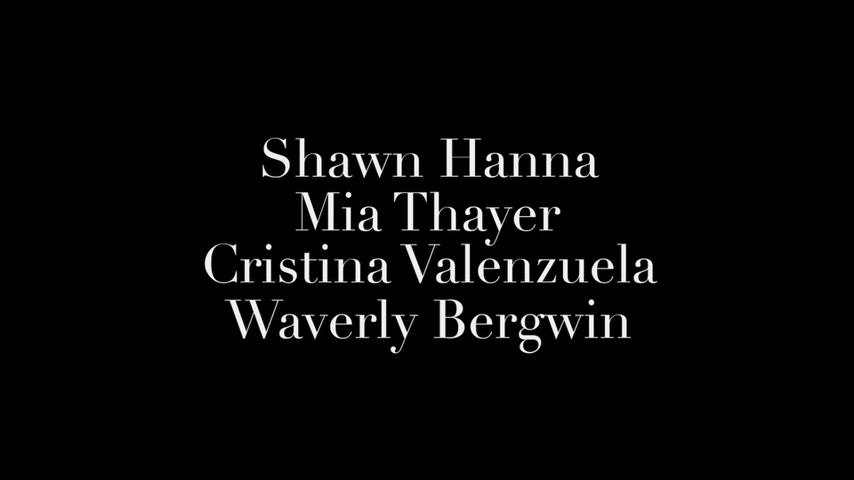 Shawn Hanna
Mia Thayer
Cristina Valenzuela
Waverly Bergwin